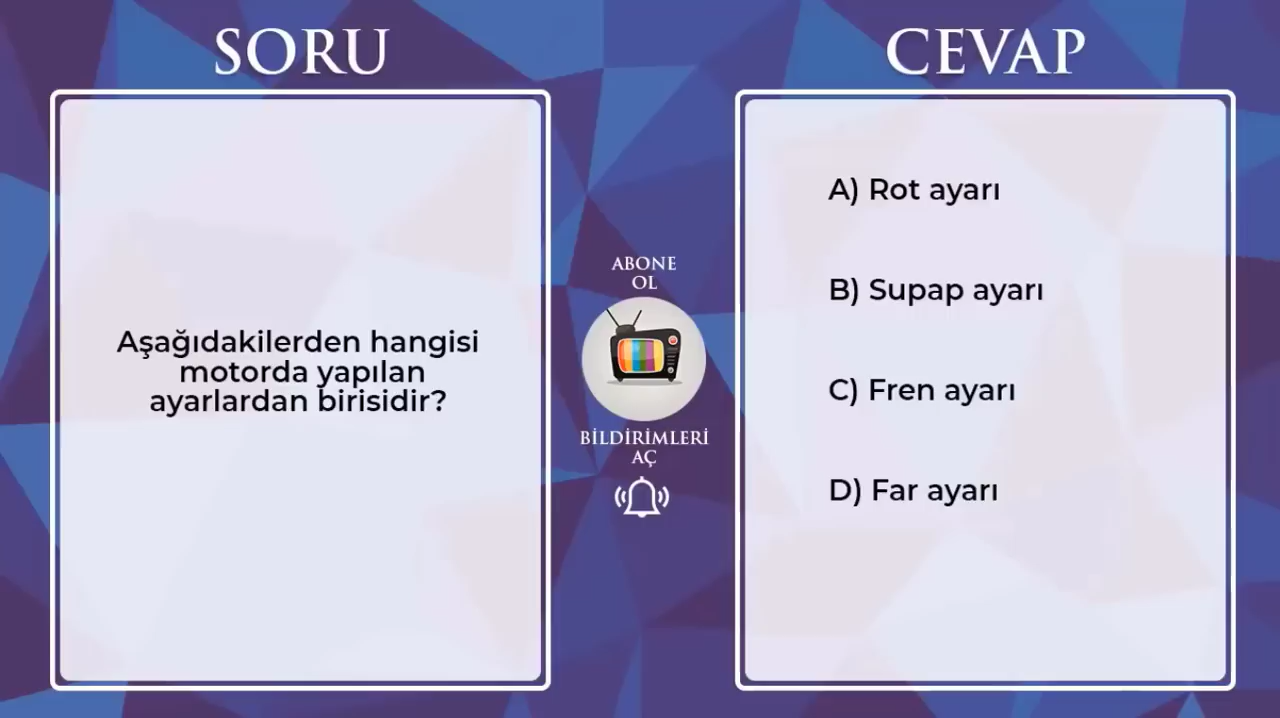 SORU
Aşağıdakilerden hangisi
motorda yapılan
ayarlardan birisidir?
ABONE
OL
BİLDİRİMLERİ
AÇ
CEVAP
A) Rot ayarı
B) Supap ayarı
C) Fren ayarı
D) Far ayarı